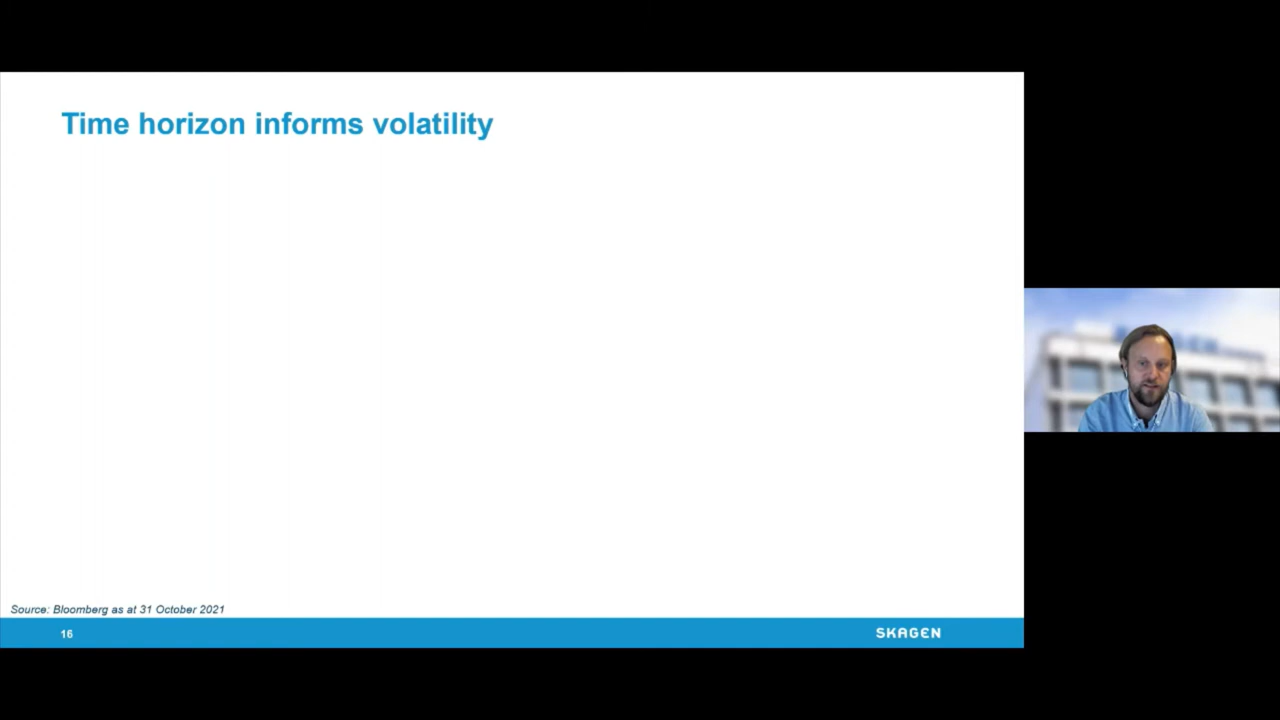 Time horizon informs volatility
Source: Bloomberg as at 31 October 2021
16
SKAGEN